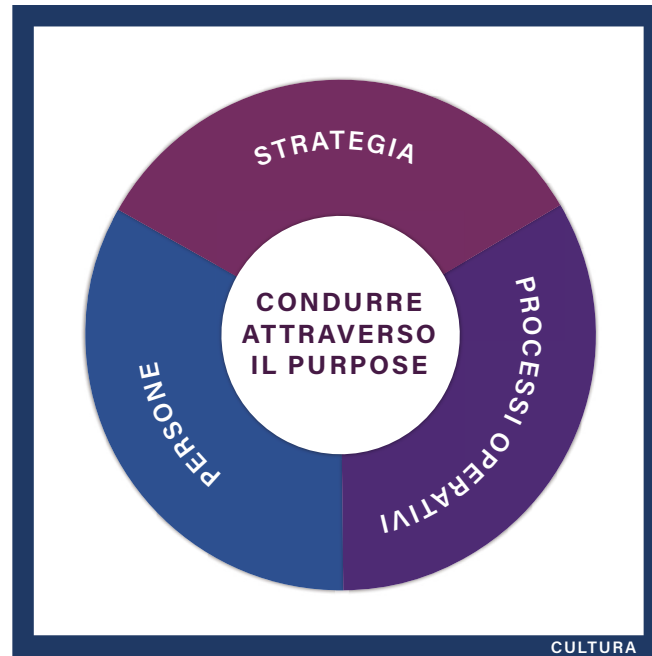 STRATEGIA
CONDURRE
ATTRAVERSO
IL PURPOSE
PROCESSI OPERATIVI
PERSONE
CULTURA